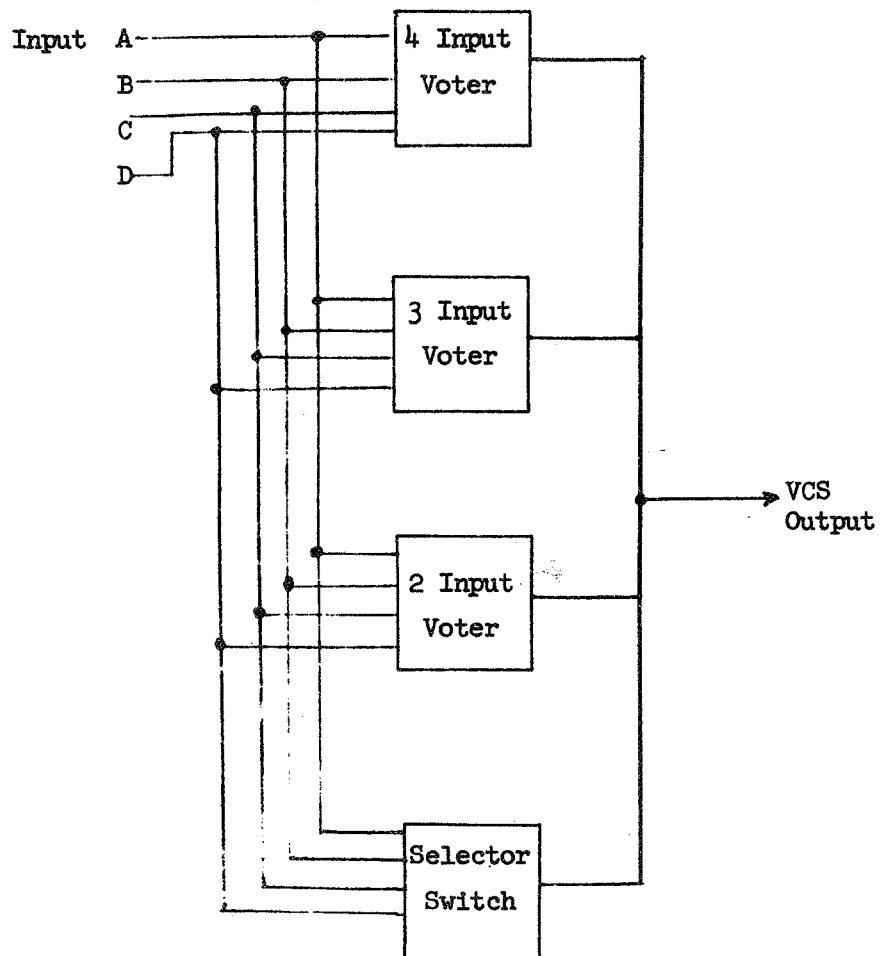 Input A
B
C
D
4 Input
Voter
3 Input
Voter
2 Input
Voter
Selector
Switch
VCS
Output